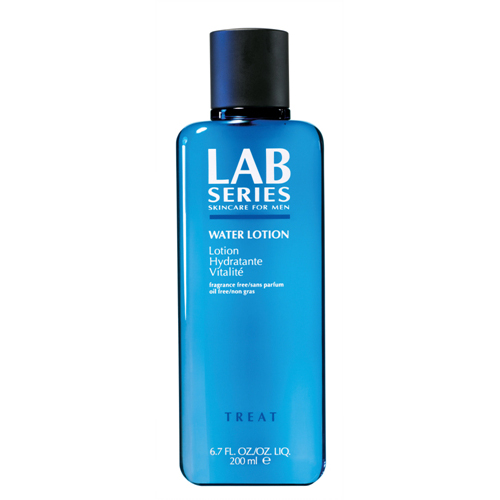 LAB
SERIES
SKINCARE FOR MEN
WATER LOTION
Lotion
Hydratante
Vitalité
fragrance free/sans parfum
oil free/non gras
TREAT
6.7 FL. OZ./OZ. LIQ.
200 ml ℮